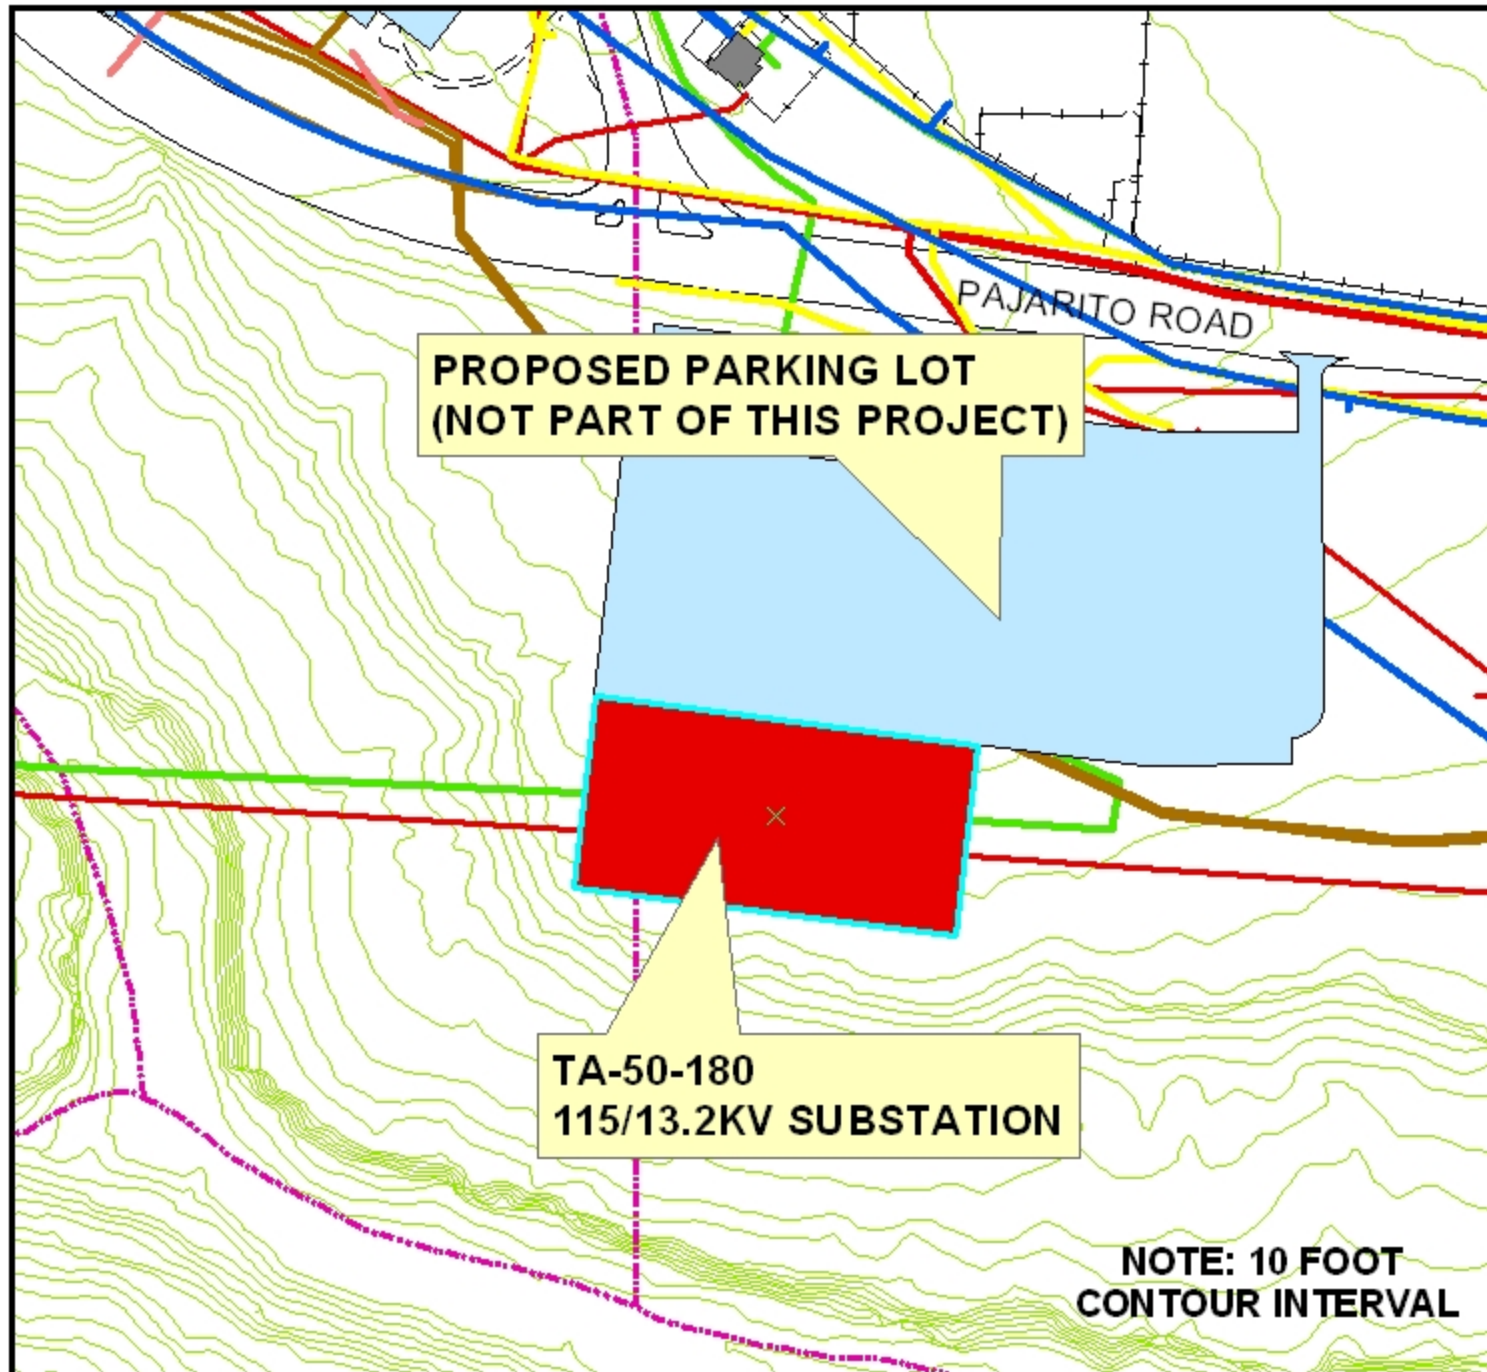 PAJARITO ROAD
PROPOSED PARKING LOT
(NOT PART OF THIS PROJECT)
TA-50-180
115/13.2KV SUBSTATION
NOTE: 10 FOOT
CONTOUR INTERVAL